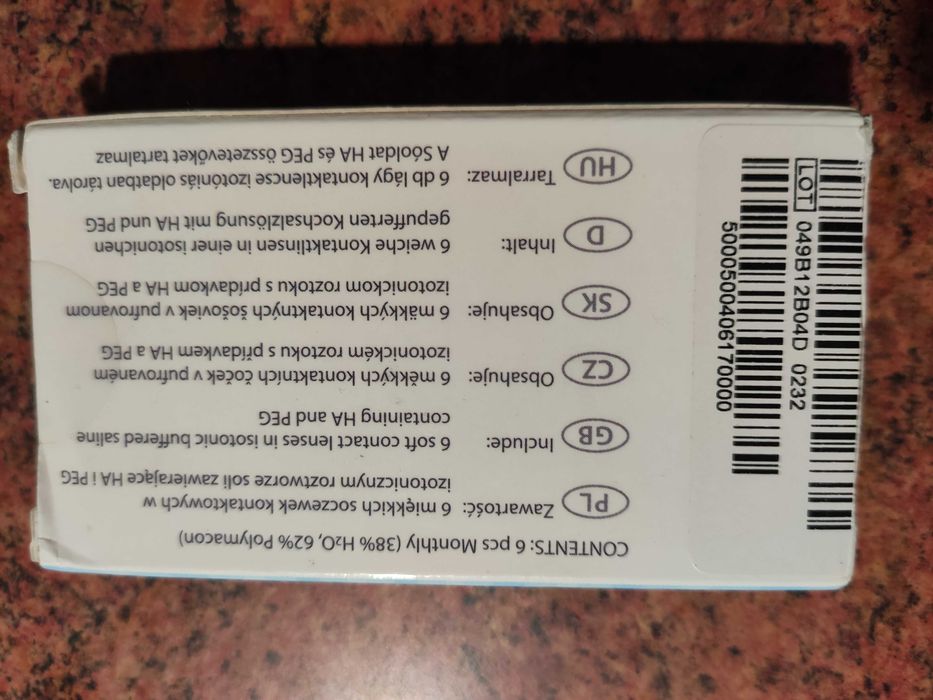 CONTENTS: 6 pcs Monthly (38% H₂O, 62% Polymacon)
PL Zawartość: 6 miękkich soczewek kontaktowych w
izotonicznym roztworze soli zawierające HA i PEG
GB Include: 6 soft contact lenses in isotonic buffered saline
containing HA and PEG
CZ Obsahuje: 6 měkkých kontaktních čoček v pufrovaném
izotonickém roztoku s přídavkem HA a PEG
SK Obsahuje: 6 mäkkých kontaktných šošoviek v pufrovanom
izotonickom roztoku s prídavkom HA a PEG
D Inhalt: 6 weiche Kontaktlinsen in einer isotonichen
gepufferten Kochsalzlösung mit HA und PEG
HU Tarralmaz: 6 db lágy kontaktlencse izotóniás oldatban tárolva.
A Sóoldat HA és PEG összetevőket tartalmaz
LOT 049B12B04D 0232
5000500406170000